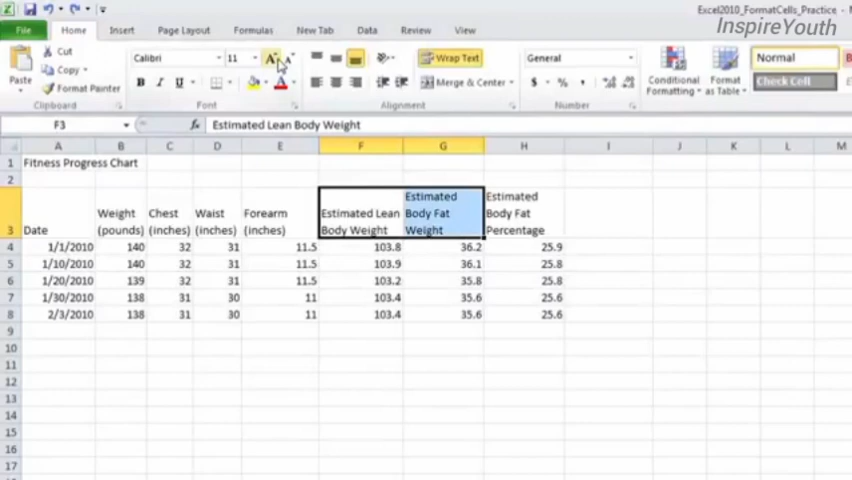 Excel2010_FormatCells_Practice -
InspireYouth
File Home Insert Page Layout Formulas New Tab Data Review View
Paste
Cut
Copy
Format Painter
Clipboard
Calibri 11 A A
B I U A
Font
Wrap Text
Merge & Center
Alignment
General
$ % ,
Number
Conditional Formatting
Format as Table
Normal
Check Cell
F3 fx Estimated Lean Body Weight
A B C D E F G H I J K L M
1 Fitness Progress Chart
2
3 Date Weight (pounds) Chest (inches) Waist (inches) Forearm (inches) Estimated Lean Body Weight Estimated Body Fat Weight Estimated Body Fat Percentage
4 1/1/2010 140 32 31 11.5 103.8 36.2 25.9
5 1/10/2010 140 32 31 11.5 103.9 36.1 25.8
6 1/20/2010 139 32 31 11.5 103.2 35.8 25.8
7 1/30/2010 138 31 30 11 103.4 35.6 25.6
8 2/3/2010 138 31 30 11 103.4 35.6 25.6
9
10
11
12
13
14
15
16
17